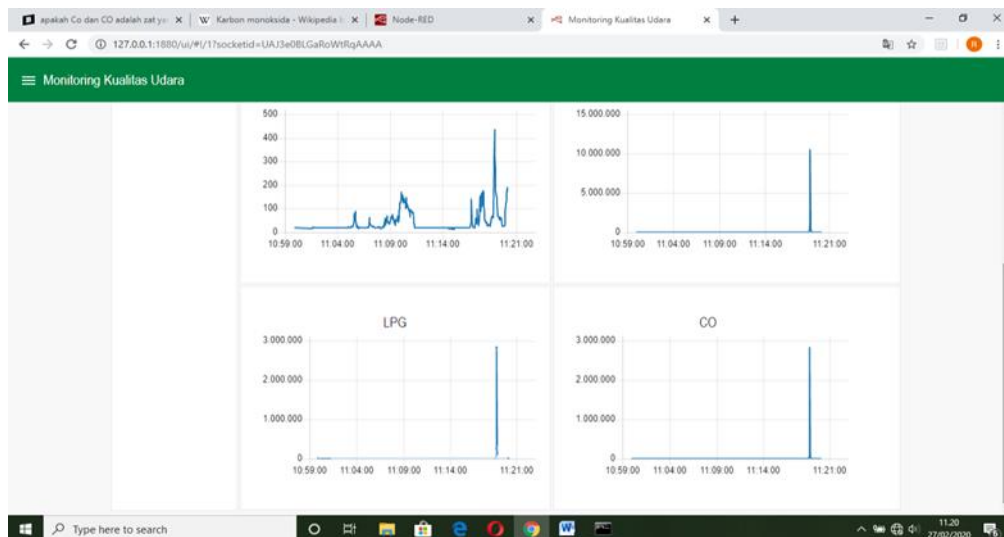 apakah Co dan CO adalah zat ya
Karbon monoksida - Wikipedia
Node-RED
Monitoring Kualitas Udara
127.0.0.1:1880/ui/#!/1?socketid=UAJ3e0BLGaRoWtRqAAAA
Monitoring Kualitas Udara
500
400
300
200
100
0
10:59:00 11:04:00 11:09:00 11:14:00 11:21:00
15.000.000
10.000.000
5.000.000
0
10:59:00 11:04:00 11:09:00 11:14:00 11:21:00
LPG
3.000.000
2.000.000
1.000.000
0
10:59:00 11:04:00 11:09:00 11:14:00 11:21:00
CO
3.000.000
2.000.000
1.000.000
0
10:59:00 11:04:00 11:09:00 11:14:00 11:21:00
Type here to search
11.20
27/02/2020